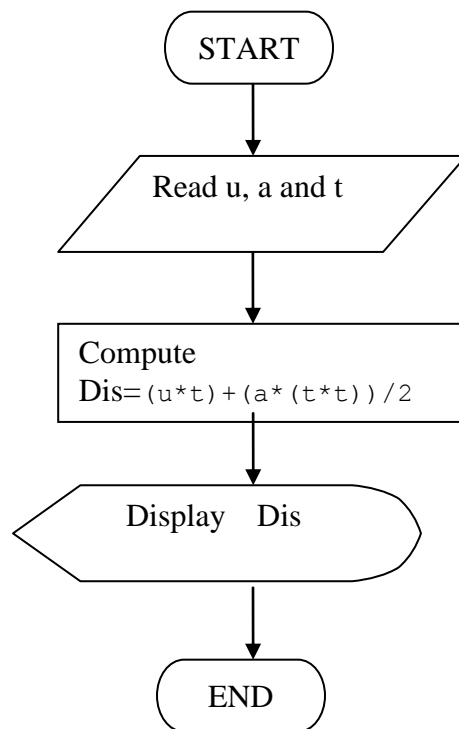 START
Read u, a and t
Compute
Dis=(u*t)+(a*(t*t))/2
Display Dis
END